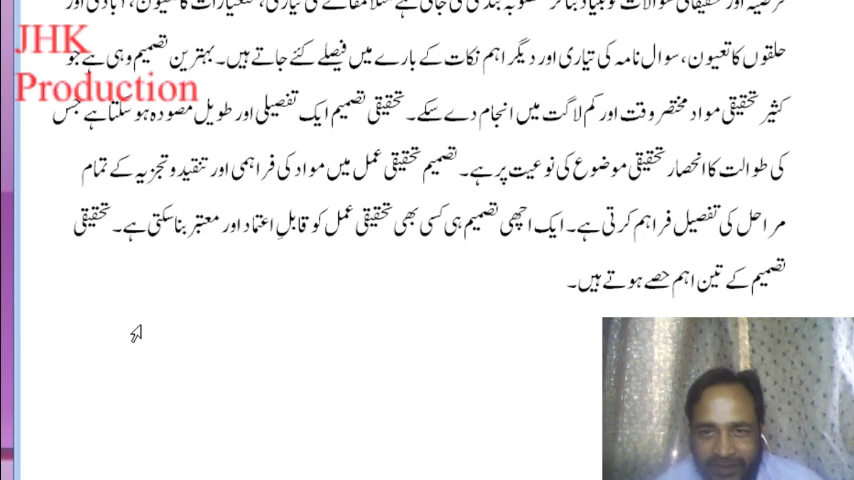 JHK
Production
حلقوں کا تعیون، سوال نامہ کی تیاری اور دیگر اہم نکات کے بارے میں فیصلے کئے جاتے ہیں۔ بہترین تصمیم وہی ہے جو
کثیر تحقیقی مواد مختصر وقت اور کم لاگت میں انجام دے سکے۔ تحقیقی تصمیم ایک تفصیلی اور طویل مصودہ ہو سکتا ہے جس
کی طوالت کا انحصار تحقیقی موضوع کی نوعیت پر ہے۔ تصمیم تحقیقی عمل میں مواد کی فراہمی اور تنقید و تجزیہ کے تمام
مراحل کی تفصیل فراہم کرتی ہے۔ ایک اچھی تصمیم ہی کسی بھی تحقیقی عمل کو قابلِ اعتماد اور معتبر بنا سکتی ہے۔ تحقیقی
تصمیم کے تین اہم حصے ہوتے ہیں۔